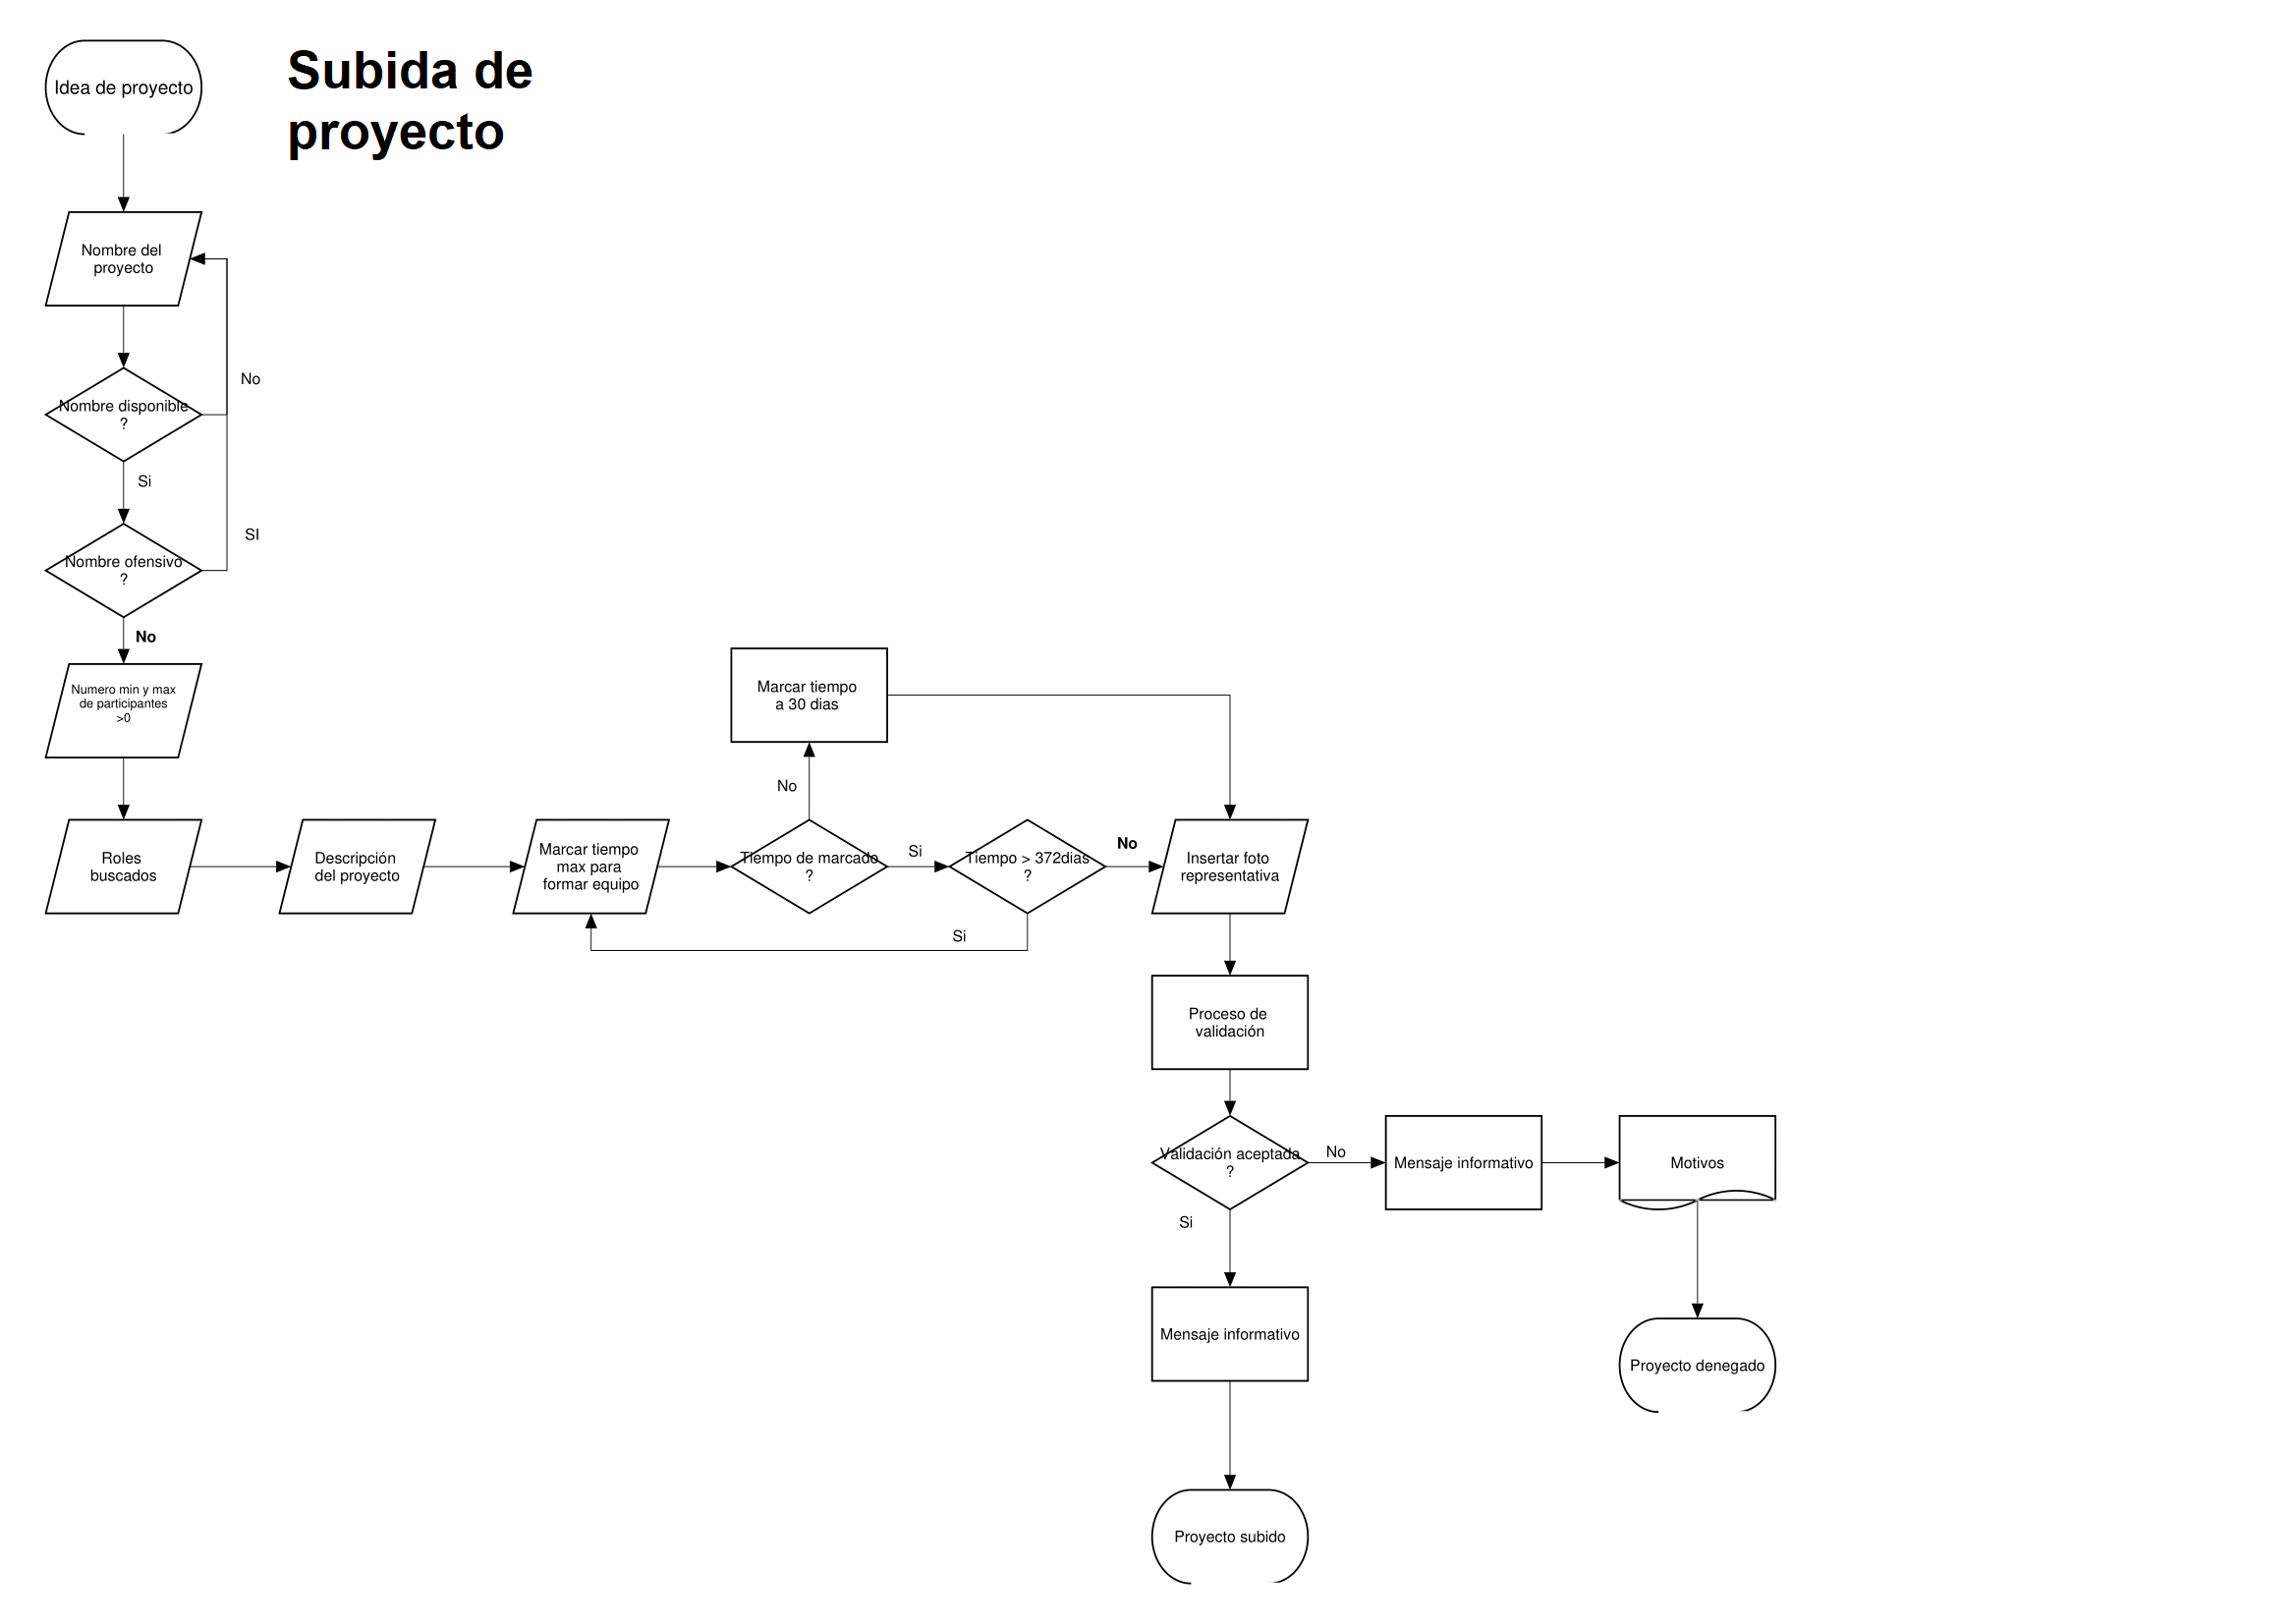 Subida de
proyecto
Idea de proyecto
Nombre del
proyecto
Nombre disponible
?
No
Si
Nombre ofensivo
?
SI
No
Numero min y max
de participantes
>0
Roles
buscados
Descripción
del proyecto
Marcar tiempo
max para
formar equipo
Tiempo de marcado
?
No
Marcar tiempo
a 30 dias
Si
Tiempo > 372dias
?
Si
No
Insertar foto
representativa
Proceso de
validación
Validación aceptada
?
No
Mensaje informativo
Motivos
Proyecto denegado
Si
Mensaje informativo
Proyecto subido